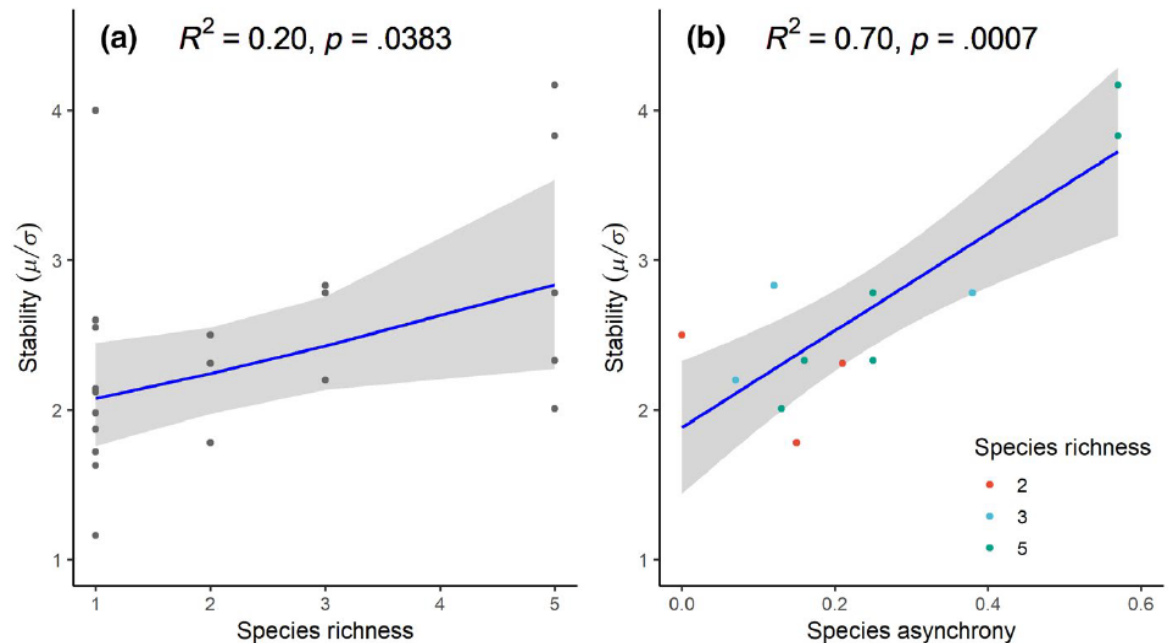 (a) R² = 0.20, p = .0383
Stability (μ/σ)
4
3
2
1
1 2 3 4 5
Species richness
(b) R² = 0.70, p = .0007
Stability (μ/σ)
4
3
2
1
Species richness
2
3
5
0.0 0.2 0.4 0.6
Species asynchrony